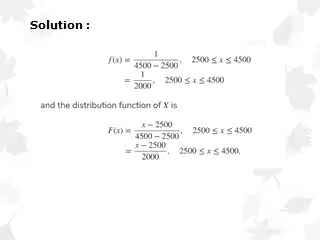 Solution :
f(x) = 1/(4500 − 2500), 2500 ≤ x ≤ 4500
= 1/2000, 2500 ≤ x ≤ 4500
and the distribution function of X is
F(x) = (x − 2500)/(4500 − 2500), 2500 ≤ x ≤ 4500
= (x − 2500)/2000, 2500 ≤ x ≤ 4500.